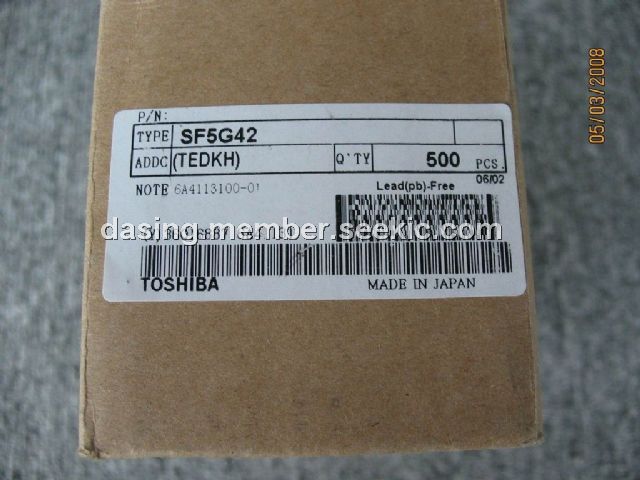 P/N:
TYPE SF5G42
ADDC (TEDKH) Q'TY 500 PCS.
06/02
NOTE 6A4113100-01 Lead(pb)-Free
dasing.member.seekic.com
TOSHIBA MADE IN JAPAN
05/03/2008